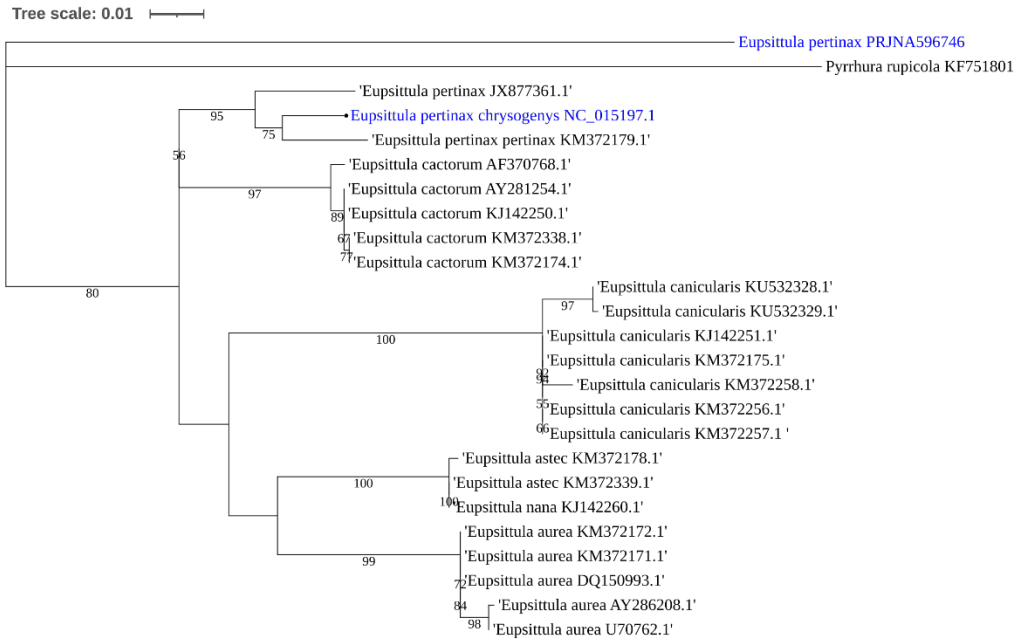 Tree scale: 0.01
Eupsittula pertinax PRJNA596746
Pyrrhura rupicola KF751801
'Eupsittula pertinax JX877361.1'
95
Eupsittula pertinax chrysogenys NC_015197.1
75
'Eupsittula pertinax pertinax KM372179.1'
56
'Eupsittula cactorum AF370768.1'
97
'Eupsittula cactorum AY281254.1'
89
'Eupsittula cactorum KJ142250.1'
67
'Eupsittula cactorum KM372338.1'
77
'Eupsittula cactorum KM372174.1'
80
'Eupsittula canicularis KU532328.1'
97
'Eupsittula canicularis KU532329.1'
100
'Eupsittula canicularis KJ142251.1'
'Eupsittula canicularis KM372175.1'
92
94
'Eupsittula canicularis KM372258.1'
55
'Eupsittula canicularis KM372256.1'
66
'Eupsittula canicularis KM372257.1 '
'Eupsittula astec KM372178.1'
100
'Eupsittula astec KM372339.1'
100
'Eupsittula nana KJ142260.1'
'Eupsittula aurea KM372172.1'
99
'Eupsittula aurea KM372171.1'
72
'Eupsittula aurea DQ150993.1'
84
'Eupsittula aurea AY286208.1'
98
'Eupsittula aurea U70762.1'